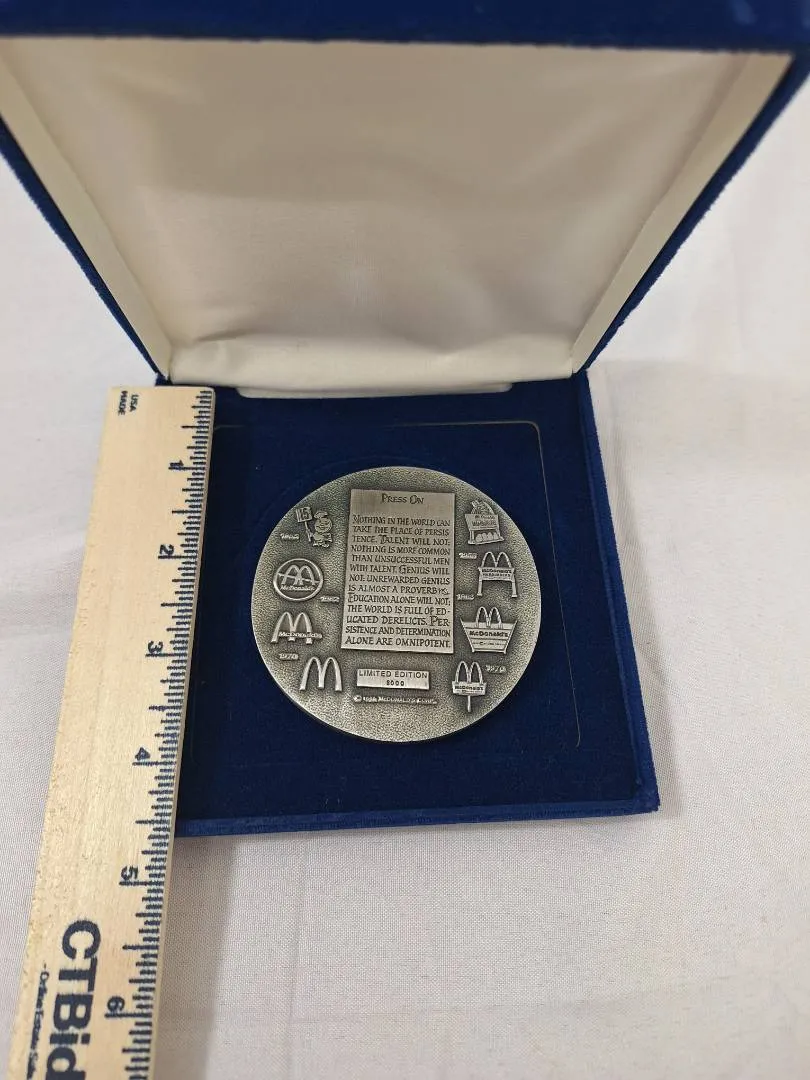 USA
MADE
1
2
3
4
5
6
CTBid
PRESS ON
NOTHING IN THE WORLD CAN
TAKE THE PLACE OF PERSIS
TENCE. TALENT WILL NOT;
NOTHING IS MORE COMMON
THAN UNSUCCESSFUL MEN
WITH TALENT. GENIUS WILL
NOT; UNREWARDED GENIUS
IS ALMOST A PROVERB.
EDUCATION ALONE WILL NOT;
THE WORLD IS FULL OF ED-
UCATED DERELICTS. PER-
SISTENCE AND DETERMINATION
ALONE ARE OMNIPOTENT.
McDonald's
McDonald's
1970
McDonald's
McDonald's
1970
McDonald's
LIMITED EDITION